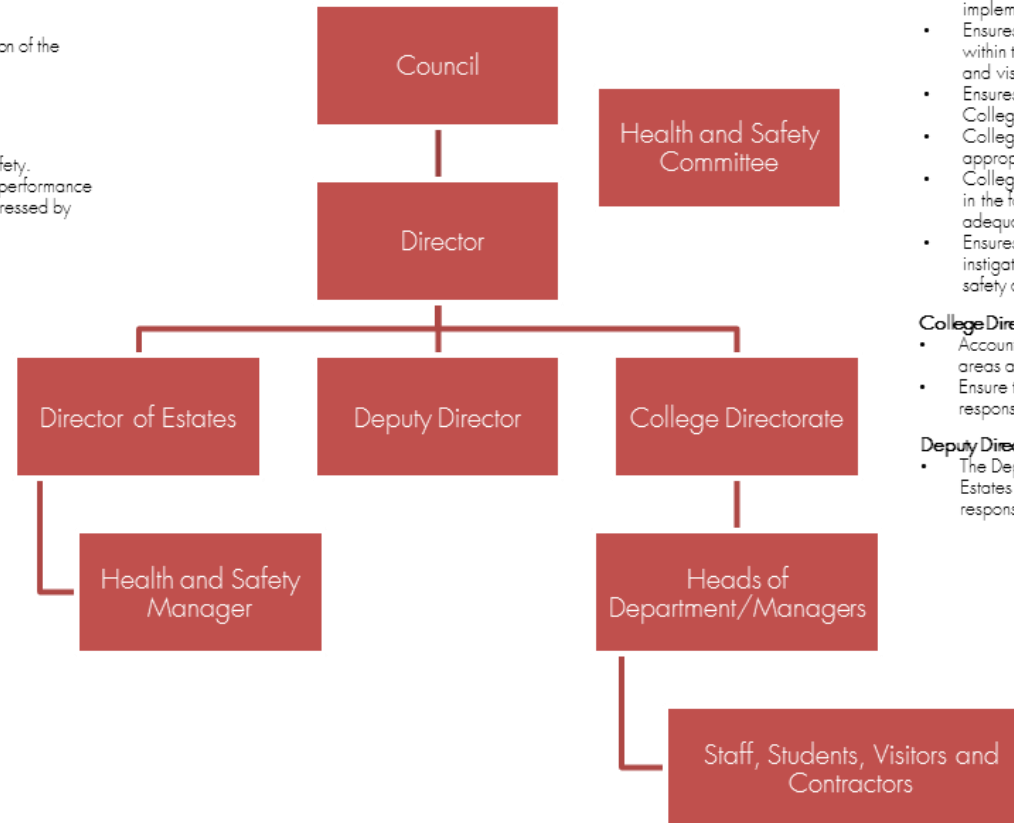 on of the
fety.
performance
ressed by
Council
Health and Safety
Committee
Director
Director of Estates
Deputy Director
College Directorate
Health and Safety
Manager
Heads of
Department/Managers
Staff, Students, Visitors and
Contractors
implem
• Ensures
within t
and vis
• Ensures
Colleg
• Colleg
approp
• Colleg
in the f
adequa
• Ensures
instigat
safety
College Dire
• Accoun
areas a
• Ensure
respons
Deputy Direc
• The Dep
Estates
respons